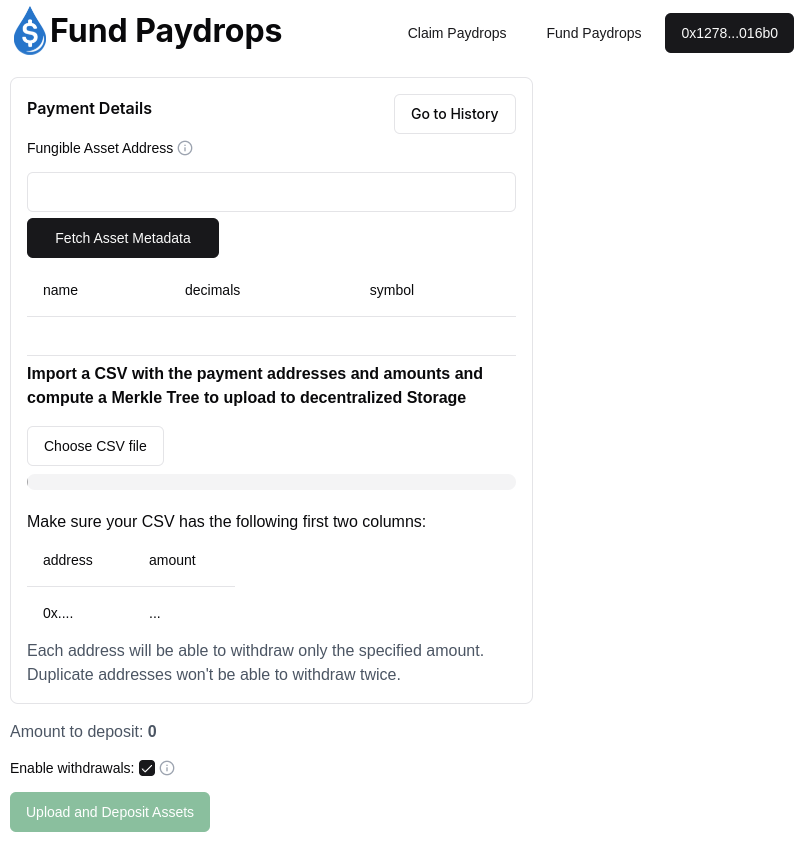 Fund Paydrops
Claim Paydrops
Fund Paydrops
0x1278...016b0
Payment Details
Go to History
Fungible Asset Address
Fetch Asset Metadata
name decimals symbol
Import a CSV with the payment addresses and amounts and
compute a Merkle Tree to upload to decentralized Storage
Choose CSV file
Make sure your CSV has the following first two columns:
address amount
0x.... ...
Each address will be able to withdraw only the specified amount.
Duplicate addresses won't be able to withdraw twice.
Amount to deposit: 0
Enable withdrawals:
Upload and Deposit Assets